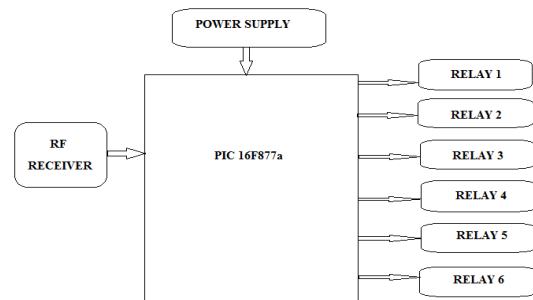 POWER SUPPLY
RELAY 1
RELAY 2
RF
RECEIVER
PIC 16F877a
RELAY 3
RELAY 4
RELAY 5
RELAY 6